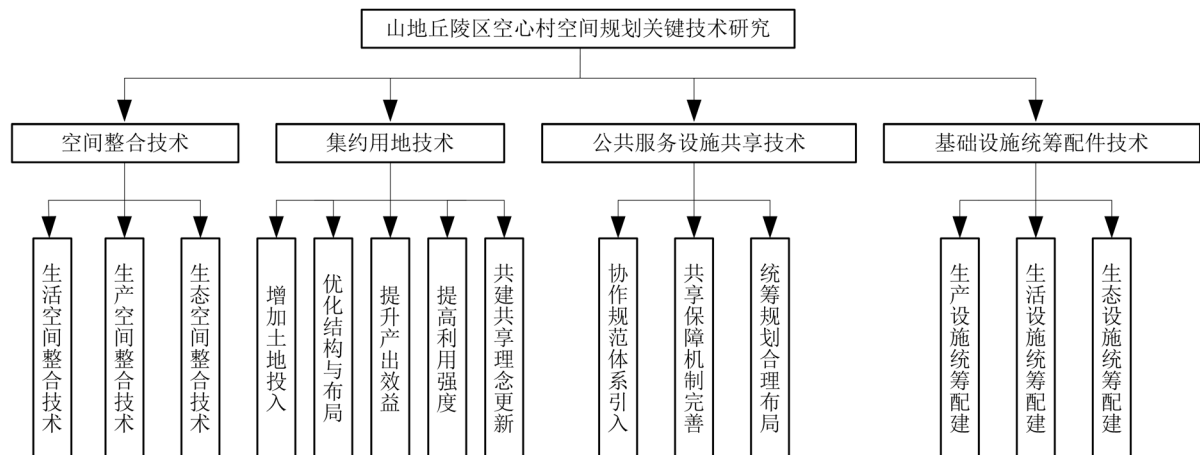 山地丘陵区空心村空间规划关键技术研究
空间整合技术
集约用地技术
公共服务设施共享技术
基础设施统筹配件技术
生活空间整合技术
生产空间整合技术
生态空间整合技术
增加土地投入
优化结构与布局
提升产出效益
提高利用强度
共建共享理念更新
协作规范体系引入
共享保障机制完善
统筹规划合理布局
生产设施统筹配建
生活设施统筹配建
生态设施统筹配建